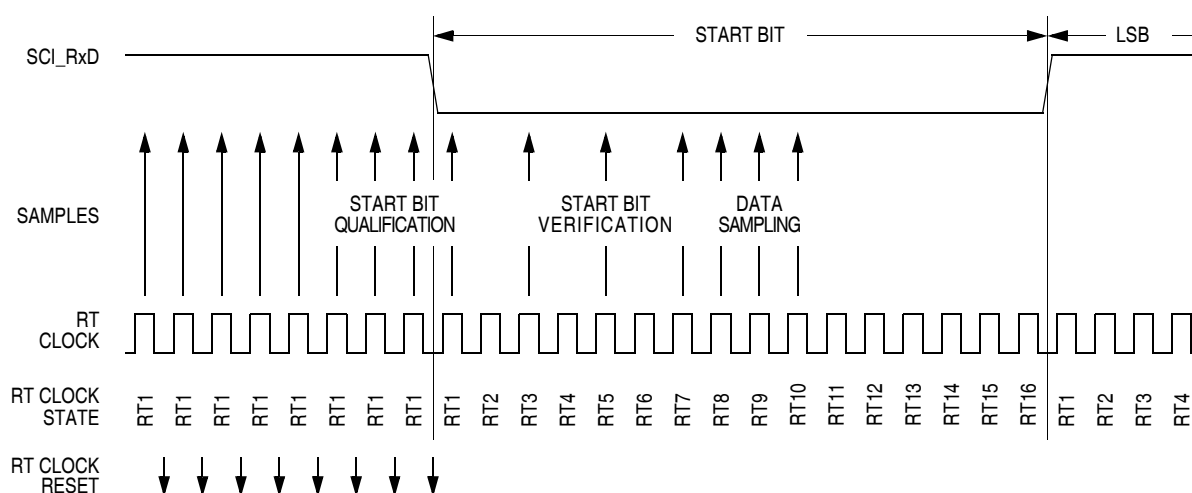 START BIT LSB
SCI_RxD
SAMPLES
START BIT
QUALIFICATION
START BIT
VERIFICATION
DATA
SAMPLING
RT
CLOCK
RT CLOCK
STATE
RT1 RT1 RT1 RT1 RT1 RT1 RT1 RT1 RT1 RT2 RT3 RT4 RT5 RT6 RT7 RT8 RT9 RT10 RT11 RT12 RT13 RT14 RT15 RT16 RT1 RT2 RT3 RT4
RT CLOCK
RESET